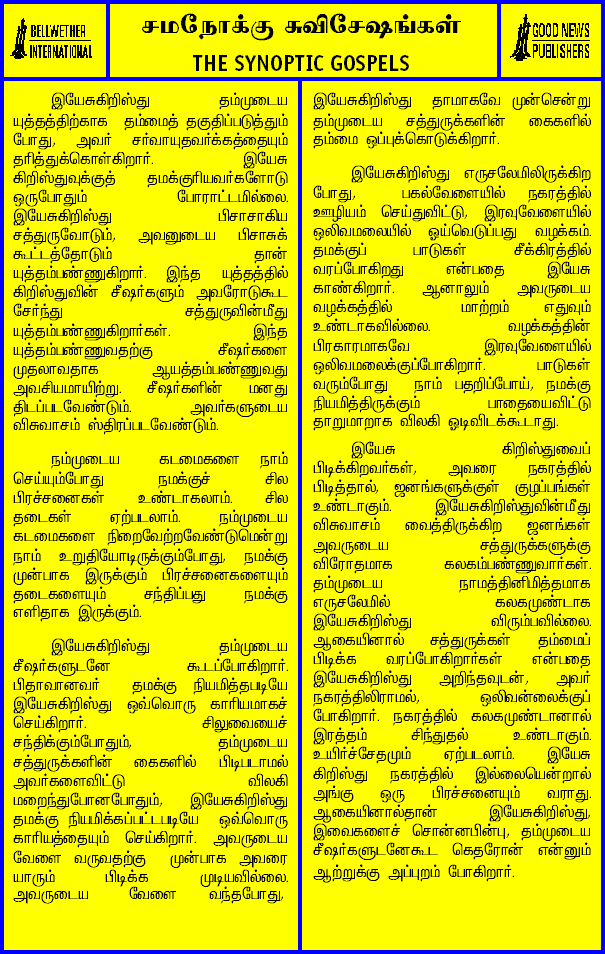 BELLWETHER
INTERNATIONAL
சமநோக்கு சுவிசேஷங்கள்
THE SYNOPTIC GOSPELS
GOOD NEWS
PUBLISHERS
இயேசுகிறிஸ்து தம்முடைய
யுத்தத்திற்காக தம்மைத் தகுதிப்படுத்தும்
போது, அவர் சர்வாயுதவர்க்கத்தையும்
தரித்துக்கொள்கிறார். இயேசு
கிறிஸ்துவுக்குத் தமக்குரியவர்களோடு
ஒருபோதும் போராட்டமில்லை.
இயேசுகிறிஸ்து பிசாசாகிய
சத்துருவோடும், அவனுடைய பிசாசுக்
கூட்டத்தோடும் தான்
யுத்தம்பண்ணுகிறார். இந்த யுத்தத்தில்
கிறிஸ்துவின் சீஷர்களும் அவரோடுகூட
சேர்ந்து சத்துருவின்மீது
யுத்தம்பண்ணுகிறார்கள். இந்த
யுத்தம்பண்ணுவதற்கு சீஷர்களை
முதலாவதாக ஆயத்தம்பண்ணுவது
அவசியமாயிற்று. சீஷர்களின் மனது
திடப்படவேண்டும். அவர்களுடைய
விசுவாசம் ஸ்திரப்படவேண்டும்.
நம்முடைய கடமைகளை நாம்
செய்யும்போது நமக்குச் சில
பிரச்சனைகள் உண்டாகலாம். சில
தடைகள் ஏற்படலாம். நம்முடைய
கடமைகளை நிறைவேற்றவேண்டுமென்று
நாம் உறுதியோடிருக்கும்போது, நமக்கு
முன்பாக இருக்கும் பிரச்சனைகளையும்
தடைகளையும் சந்திப்பது நமக்கு
எளிதாக இருக்கும்.
இயேசுகிறிஸ்து தம்முடைய
சீஷர்களுடனே கூடப்போகிறார்.
பிதாவானவர் தமக்கு நியமித்தபடியே
இயேசுகிறிஸ்து ஒவ்வொரு காரியமாகச்
செய்கிறார். சிலுவையைச்
சந்திக்கும்போதும், தம்முடைய
சத்துருக்களின் கைகளில் பிடிபடாமல்
அவர்களைவிட்டு விலகி
மறைந்துபோனபோதும், இயேசுகிறிஸ்து
தமக்கு நியமிக்கப்பட்டபடியே ஒவ்வொரு
காரியத்தையும் செய்கிறார். அவருடைய
வேளை வருவதற்கு முன்பாக அவரை
யாரும் பிடிக்க முடியவில்லை.
அவருடைய வேளை வந்தபோது,
இயேசுகிறிஸ்து தாமாகவே முன்சென்று
தம்முடைய சத்துருக்களின் கைகளில்
தம்மை ஒப்புக்கொடுக்கிறார்.
இயேசுகிறிஸ்து எருசலேமிலிருக்கிற
போது, பகல்வேளையில் நகரத்தில்
ஊழியம் செய்துவிட்டு, இரவுவேளையில்
ஒலிவமலையில் ஓய்வெடுப்பது வழக்கம்.
தமக்குப் பாடுகள் சீக்கிரத்தில்
வரப்போகிறது என்பதை இயேசு
காண்கிறார். ஆனாலும் அவருடைய
வழக்கத்தில் மாற்றம் எதுவும்
உண்டாகவில்லை. வழக்கத்தின்
பிரகாரமாகவே இரவுவேளையில்
ஒலிவமலைக்குப்போகிறார். பாடுகள்
வரும்போது நாம் பதறிப்போய், நமக்கு
நியமித்திருக்கும் பாதையைவிட்டு
தாறுமாறாக விலகி ஓடிவிடக்கூடாது.
இயேசு கிறிஸ்துவைப்
பிடிக்கிறவர்கள், அவரை நகரத்தில்
பிடித்தால், ஜனங்களுக்குள் குழப்பங்கள்
உண்டாகும். இயேசுகிறிஸ்துவின்மீது
விசுவாசம் வைத்திருக்கிற ஜனங்கள்
அவருடைய சத்துருக்களுக்கு
விரோதமாக கலகம்பண்ணுவார்கள்.
தம்முடைய நாமத்தினிமித்தமாக
எருசலேமில் கலகமுண்டாக
இயேசுகிறிஸ்து விரும்பவில்லை.
ஆகையினால் சத்துருக்கள் தம்மைப்
பிடிக்க வரப்போகிறார்கள் என்பதை
இயேசுகிறிஸ்து அறிந்தவுடன், அவர்
நகரத்திலிராமல், ஒலிவன்லைக்குப்
போகிறார். நகரத்தில் கலகமுண்டானால்
இரத்தம் சிந்துதல் உண்டாகும்.
உயிர்ச்சேதமும் ஏற்படலாம். இயேசு
கிறிஸ்து நகரத்தில் இல்லையென்றால்
அங்கு ஒரு பிரச்சனையும் வராது.
ஆகையினால்தான் இயேசுகிறிஸ்து,
இவைகளைச் சொன்னபின்பு, தம்முடைய
சீஷர்களுடனேகூட கெதரோன் என்னும்
ஆற்றுக்கு அப்புறம் போகிறார்.